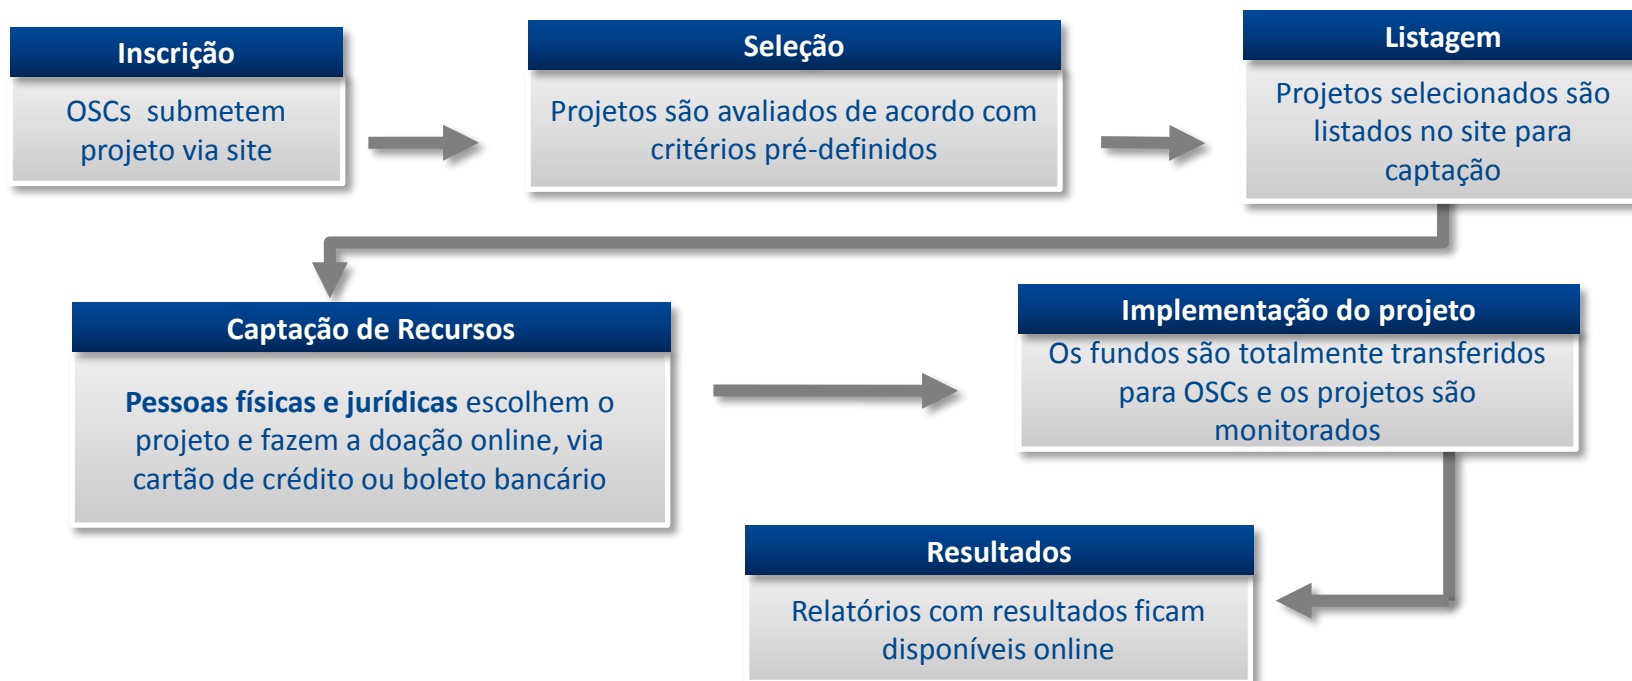 Inscrição
OSCs submetem
projeto via site
Seleção
Projetos são avaliados de acordo com
critérios pré-definidos
Listagem
Projetos selecionados são
listados no site para
captação
Captação de Recursos
Pessoas físicas e jurídicas escolhem o
projeto e fazem a doação online, via
cartão de crédito ou boleto bancário
Implementação do projeto
Os fundos são totalmente transferidos
para OSCs e os projetos são
monitorados
Resultados
Relatórios com resultados ficam
disponíveis online